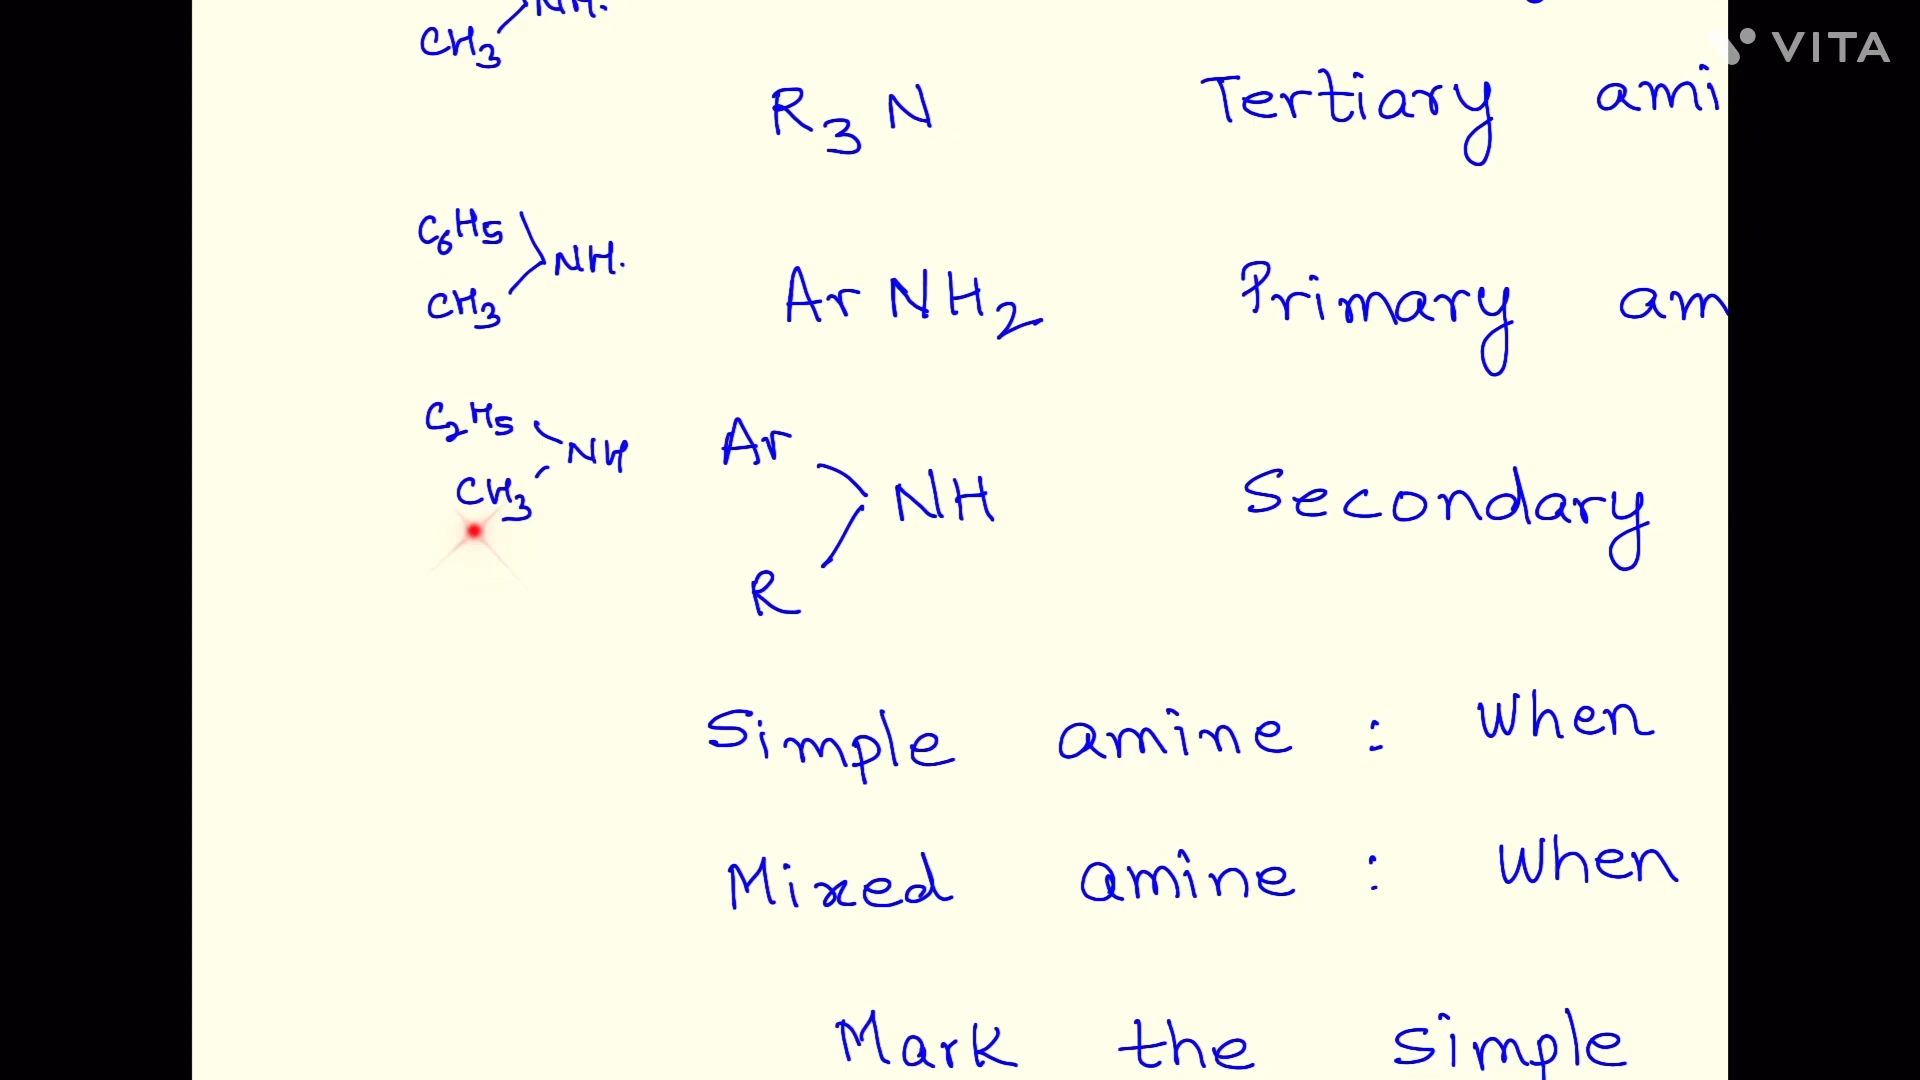 NH.
CH3
VITA
R3N Tertiary ami
C6H5
NH.
CH3
ArNH2 Primary am
C2H5
NH
CH3
Ar
NH Secondary
R
Simple amine : When
Mixed amine : When
Mark the simple